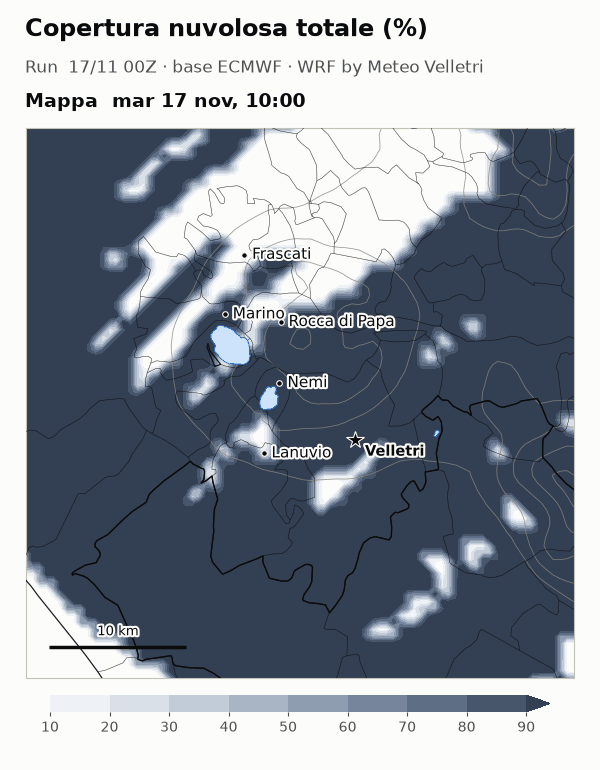 Copertura nuvolosa totale (%)
Run  17/11 00Z · base ECMWF · WRF by Meteo Velletri
Mappa  mar 17 nov, 10:00
Frascati
Marino
Rocca di Papa
Nemi
Velletri
Lanuvio
10 km
10 20 30 40 50 60 70 80 90